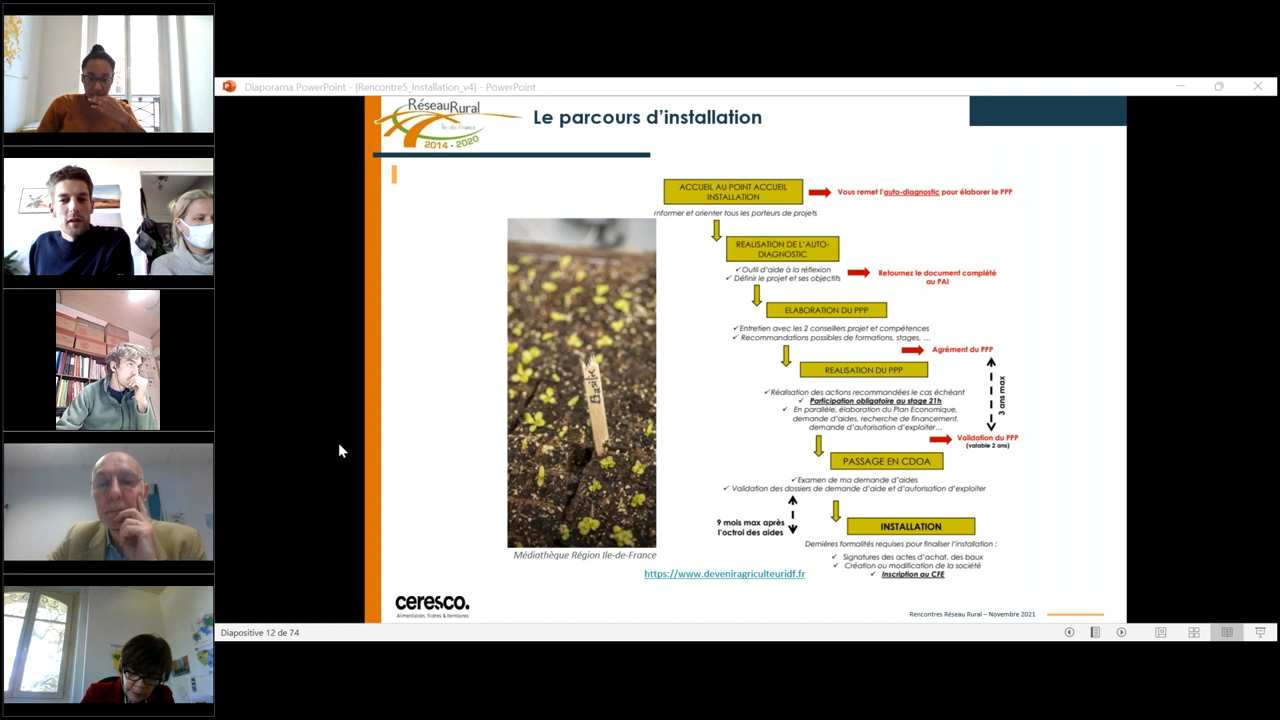 Diaporama PowerPoint - [Rencontre5_Installation_v4] - PowerPoint
RéseauRural
Île-de-France
2014 - 2020
Le parcours d'installation
ACCUEIL AU POINT ACCUEIL
INSTALLATION
Vous remet l'auto-diagnostic pour élaborer le PPP
Informer et orienter tous les porteurs de projets
REALISATION DE L'AUTO-
DIAGNOSTIC
✓Outil d'aide à la réflexion
✓ Définir le projet et ses objectifs
Retournez le document complété
au PAI
ELABORATION DU PPP
✓Entretien avec les 2 conseillers projet et compétences
✓ Recommandations possibles de formations, stages, ...
Agrément du PPP
REALISATION DU PPP
3 ans max
✓Réalisation des actions recommandées le cas échéant
✓ Participation obligatoire au stage 21h
✓ En parallèle, élaboration du Plan Economique,
demande d'aides, recherche de financement,
demande d'autorisation d'exploiter...
Validation du PPP
(valable 2 ans)
PASSAGE EN CDOA
✓Examen de ma demande d'aides
✓ Validation des dossiers de demande d'aide et d'autorisation d'exploiter
9 mois max après
l'octroi des aides
INSTALLATION
Dernières formalités requises pour finaliser l'installation :
✓ Signatures des actes d'achat, des baux
✓ Création ou modification de la société
✓ Inscription au CFE
Basilic
Médiathèque Région Ile-de-France
https://www.deveniragriculteuridf.fr
ceresco.
Alimentation, filières & territoires
Rencontres Réseau Rural – Novembre 2021
Diapositive 12 de 74